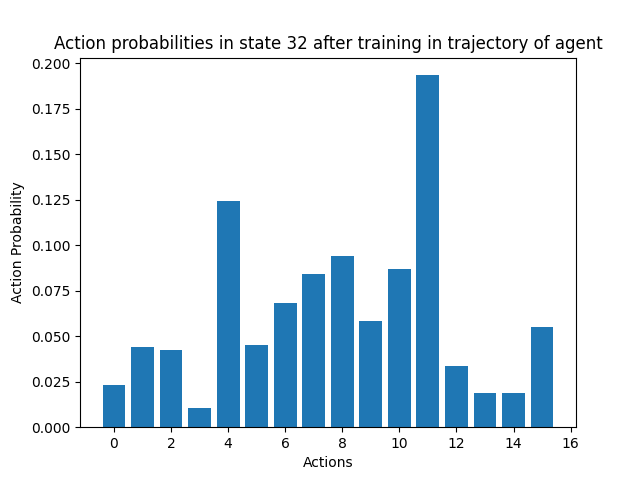 Action probabilities in state 32 after training in trajectory of agent
0.200
0.175
0.150
0.125
0.100
0.075
0.050
0.025
0.000
Action Probability
0 2 4 6 8 10 12 14 16
Actions